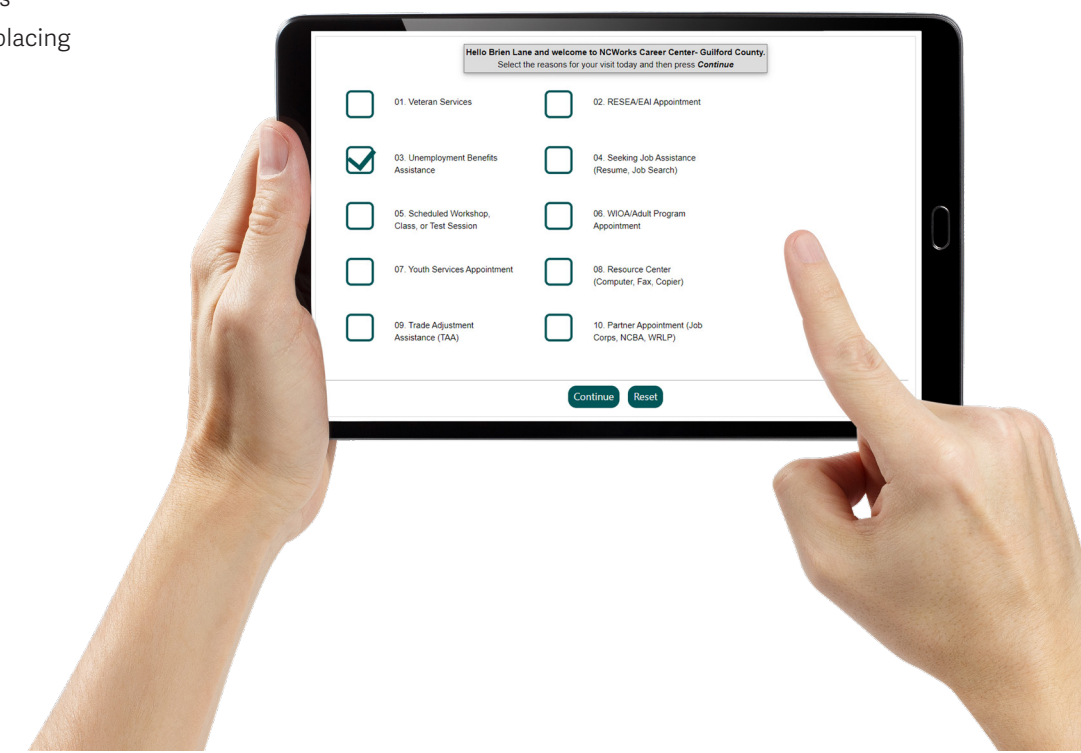 s
placing
Hello Brien Lane and welcome to NCWorks Career Center- Guilford County.
Select the reasons for your visit today and then press Continue
01. Veteran Services
02. RESEA/EAI Appointment
03. Unemployment Benefits
Assistance
04. Seeking Job Assistance
(Resume, Job Search)
05. Scheduled Workshop,
Class, or Test Session
06. WIOA/Adult Program
Appointment
07. Youth Services Appointment
08. Resource Center
(Computer, Fax, Copier)
09. Trade Adjustment
Assistance (TAA)
10. Partner Appointment (Job
Corps, NCBA, WRLP)
Continue
Reset